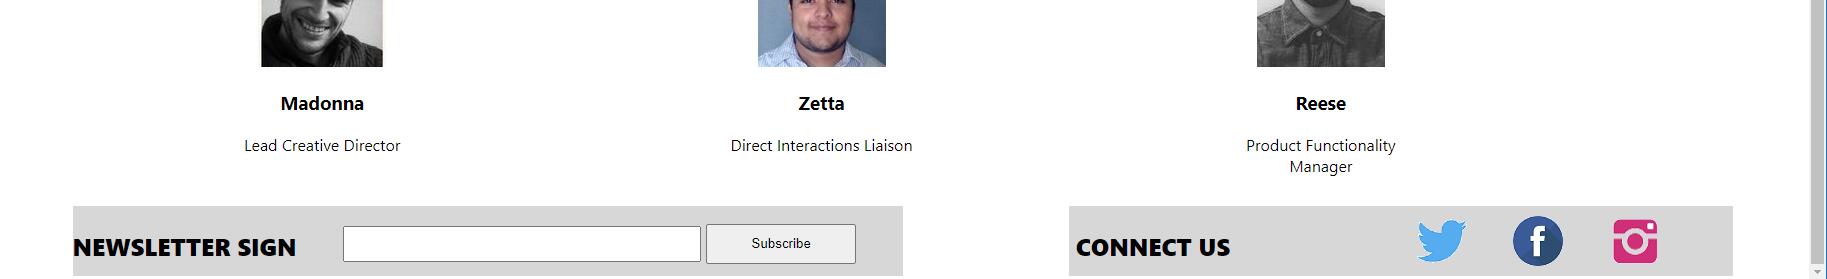 Madonna
Zetta
Reese
Lead Creative Director
Direct Interactions Liaison
Product Functionality
Manager
NEWSLETTER SIGN
Subscribe
CONNECT US